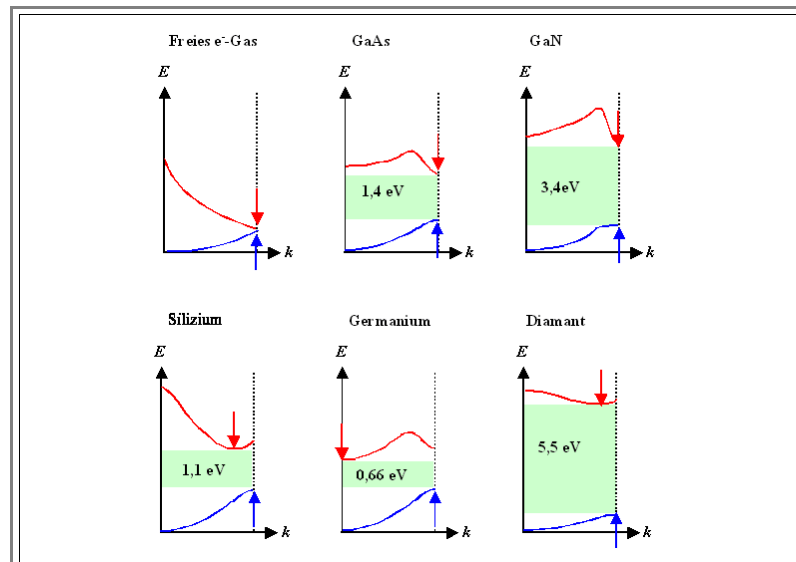 Freies e⁻-Gas GaAs GaN
E E E
1,4 eV 3,4eV
k k k
Silizium Germanium Diamant
E E E
1,1 eV 0,66 eV 5,5 eV
k k k